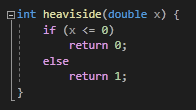 int heaviside(double x) {
    if (x <= 0)
        return 0;
    else
        return 1;
}